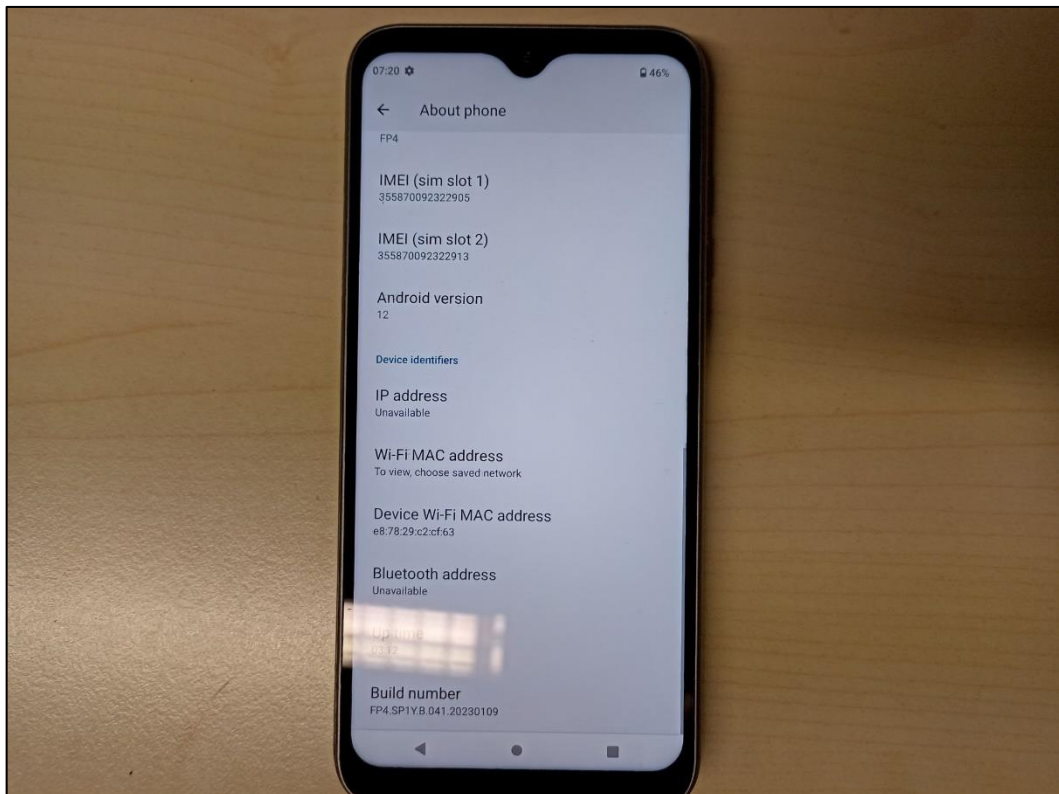 07:20
46%
About phone
FP4
IMEI (sim slot 1)
355870092322905
IMEI (sim slot 2)
355870092322913
Android version
12
Device identifiers
IP address
Unavailable
Wi-Fi MAC address
To view, choose saved network
Device Wi-Fi MAC address
e8:78:29:c2:cf:63
Bluetooth address
Unavailable
Uptime
Build number
FP4.SP1Y.B.041.20230109